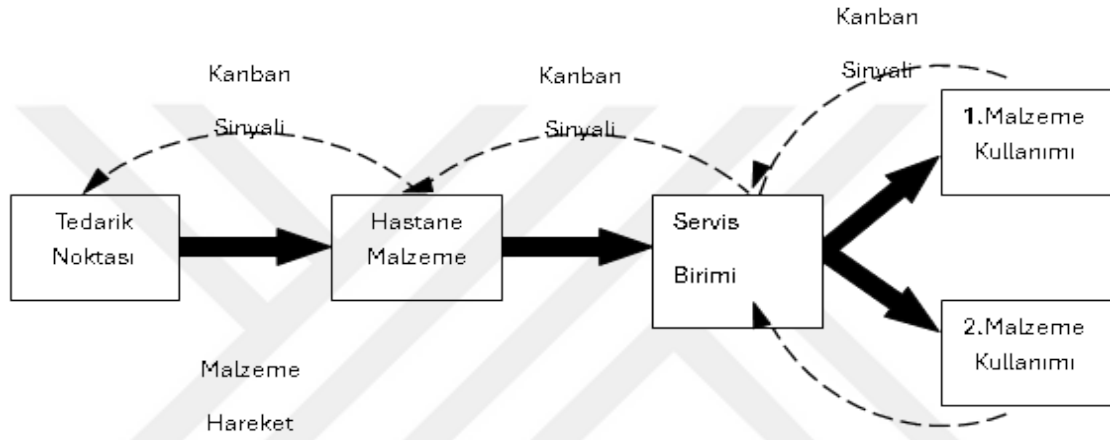 Kanban
Sinyali
Kanban
Sinyali
Kanban
Sinyali
Tedarik
Noktası
Hastane
Malzeme
Servis
Birimi
1.Malzeme
Kullanımı
2.Malzeme
Kullanımı
Malzeme
Hareket